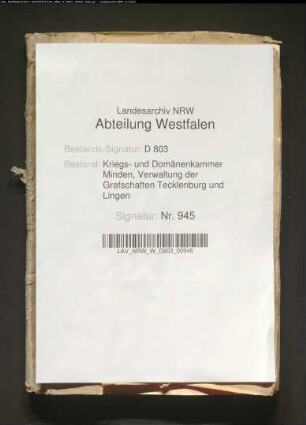 Landesarchiv NRW
Abteilung Westfalen
Bestands-Signatur: D 803
Bestand: Kriegs- und Domänenkammer
Minden, Verwaltung der
Grafschaften Tecklenburg und
Lingen
Signatur: Nr. 945